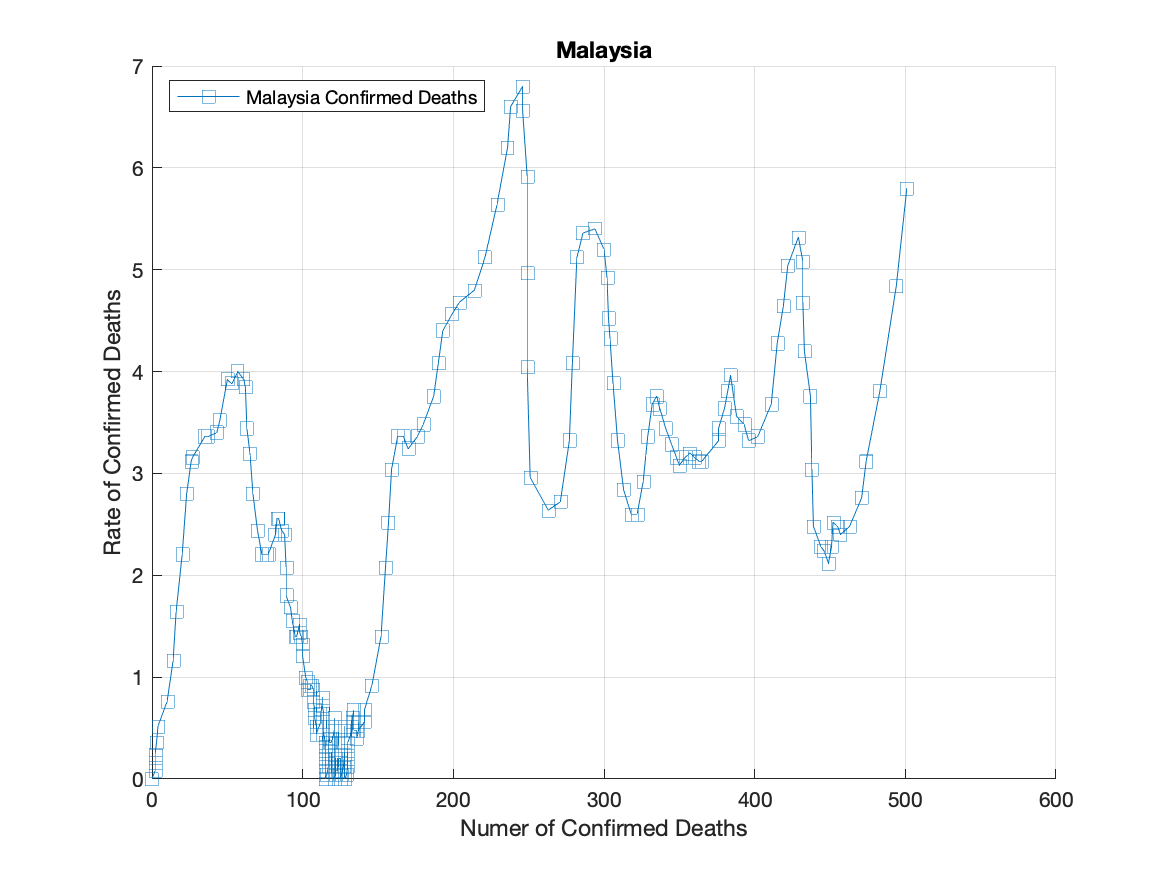 Malaysia
Malaysia Confirmed Deaths
7
6
5
4
3
2
1
0
Rate of Confirmed Deaths
0 100 200 300 400 500 600
Numer of Confirmed Deaths